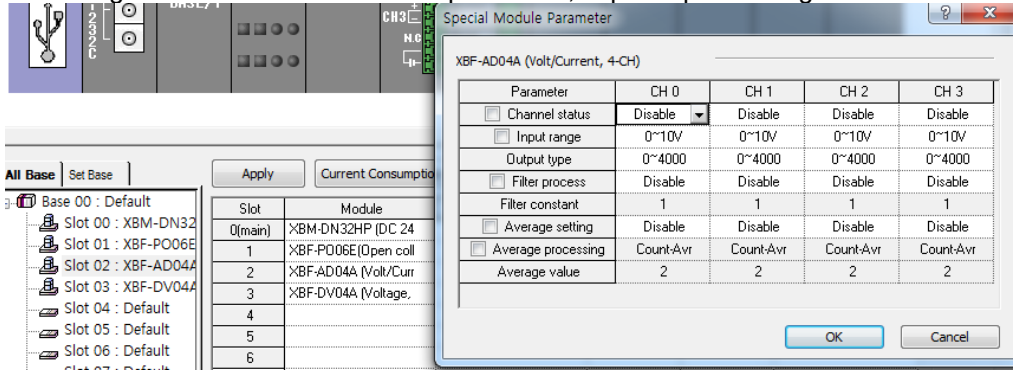 CH3
N.C
Special Module Parameter
XBF-AD04A (Volt/Current, 4-CH)
Parameter CH 0 CH 1 CH 2 CH 3
Channel status Disable Disable Disable Disable
Input range 0~10V 0~10V 0~10V 0~10V
Output type 0~4000 0~4000 0~4000 0~4000
Filter process Disable Disable Disable Disable
Filter constant 1 1 1 1
Average setting Disable Disable Disable Disable
Average processing Count-Avr Count-Avr Count-Avr Count-Avr
Average value 2 2 2 2
OK Cancel
All Base Set Base
Base 00 : Default
Slot 00 : XBM-DN32
Slot 01 : XBF-PO06E
Slot 02 : XBF-AD04A
Slot 03 : XBF-DV04A
Slot 04 : Default
Slot 05 : Default
Slot 06 : Default
Apply Current Consumptio
Slot Module
0(main) XBM-DN32HP (DC 24
1 XBF-PO06E(Open coll
2 XBF-AD04A (Volt/Curr
3 XBF-DV04A (Voltage,
4
5
6